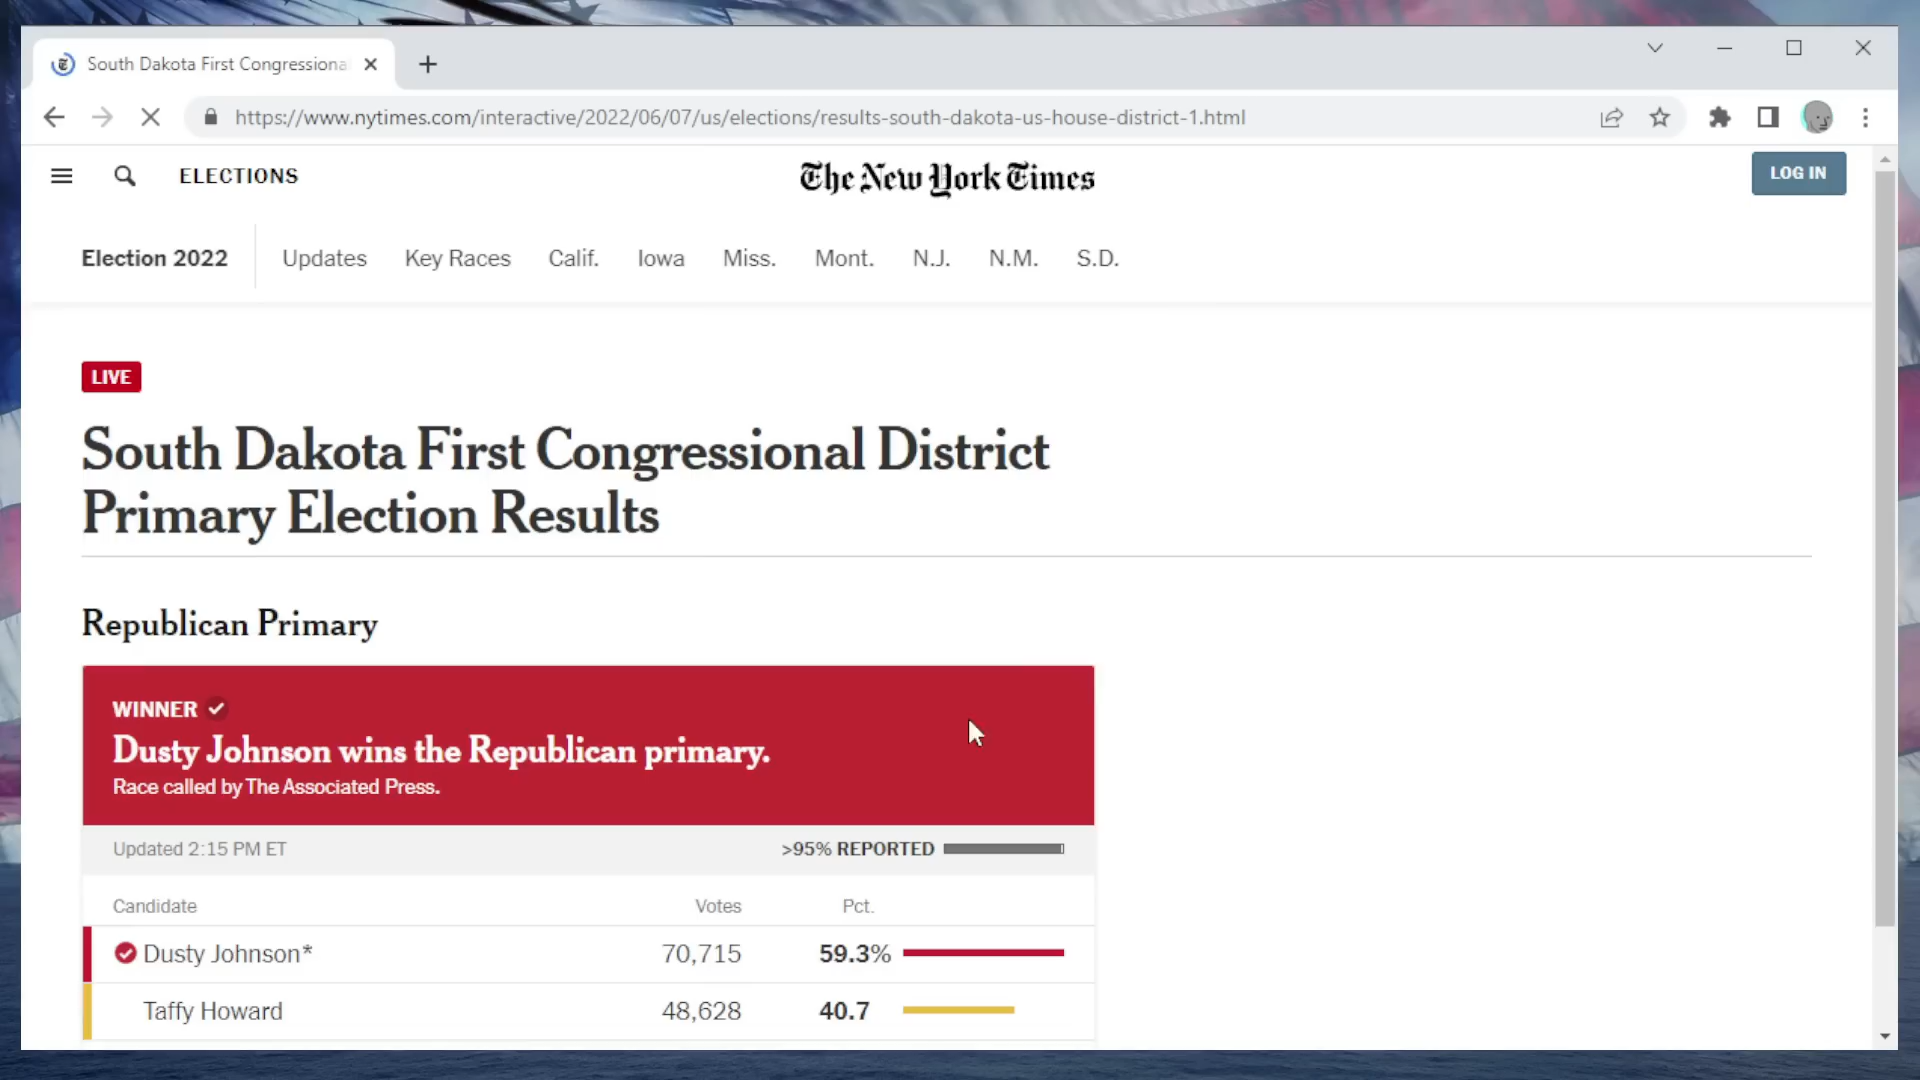 South Dakota First Congressiona
https://www.nytimes.com/interactive/2022/06/07/us/elections/results-south-dakota-us-house-district-1.html
ELECTIONS
The New York Times
LOG IN
Election 2022
Updates
Key Races
Calif.
Iowa
Miss.
Mont.
N.J.
N.M.
S.D.
LIVE
South Dakota First Congressional District
Primary Election Results
Republican Primary
WINNER
Dusty Johnson wins the Republican primary.
Race called by The Associated Press.
Updated 2:15 PM ET
>95% REPORTED
Candidate Votes Pct.
Dusty Johnson* 70,715 59.3%
Taffy Howard 48,628 40.7